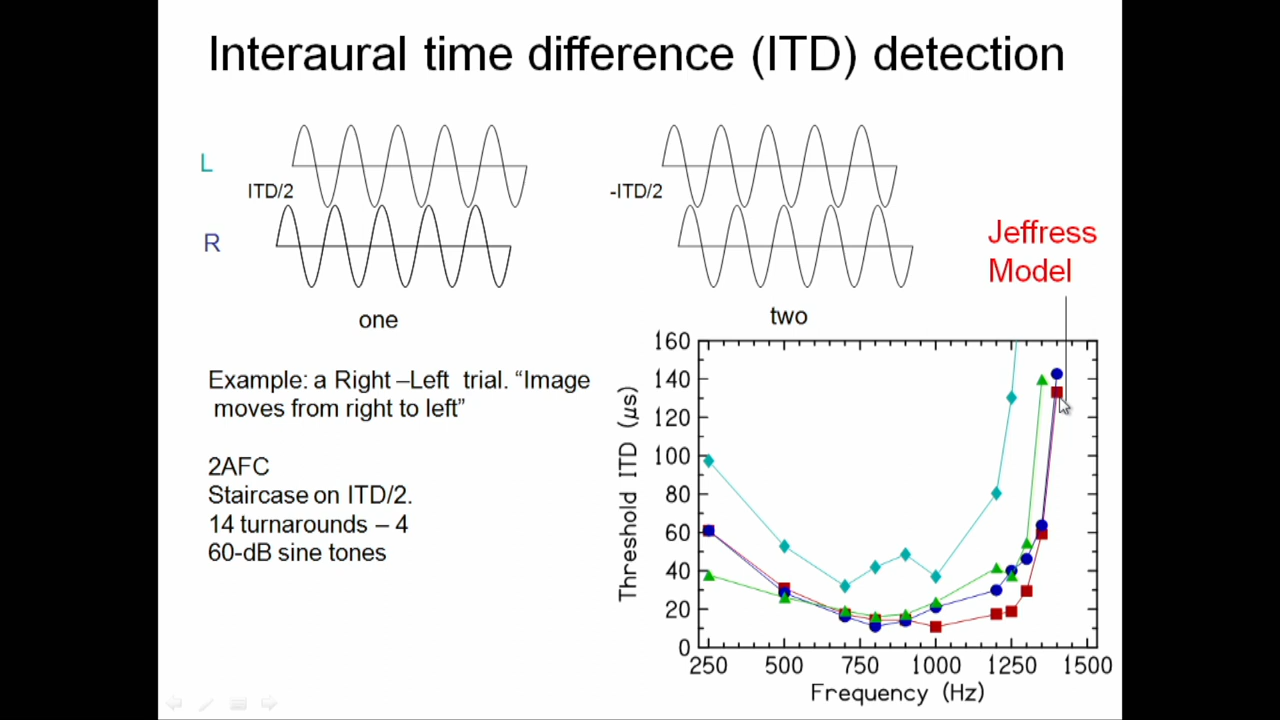 Interaural time difference (ITD) detection
L
ITD/2
-ITD/2
R
Jeffress
Model
one
two
Example: a Right –Left trial. “Image
moves from right to left”
2AFC
Staircase on ITD/2.
14 turnarounds – 4
60-dB sine tones
Threshold ITD (μs)
160
140
120
100
80
60
40
20
0
250 500 750 1000 1250 1500
Frequency (Hz)